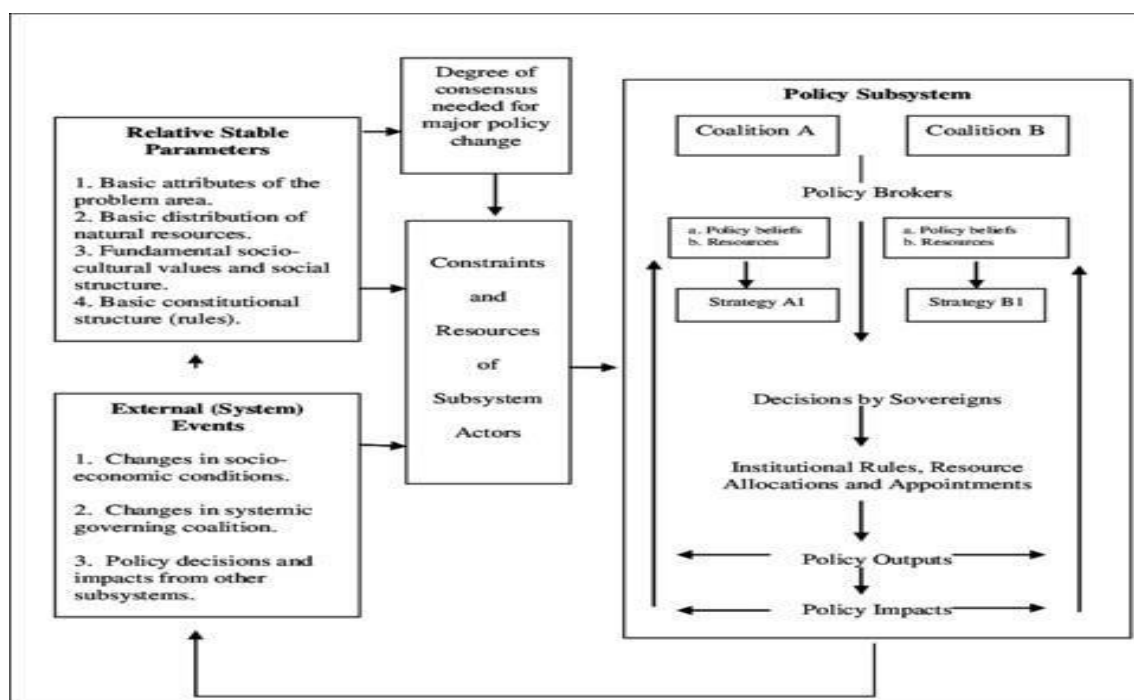 Degree of
consensus
needed for
major policy
change
Relative Stable
Parameters
1. Basic attributes of the
problem area.
2. Basic distribution of
natural resources.
3. Fundamental socio-
cultural values and social
structure.
4. Basic constitutional
structure (rules).
External (System)
Events
1. Changes in socio-
economic conditions.
2. Changes in systemic
governing coalition.
3. Policy decisions and
impacts from other
subsystems.
Constraints
and
Resources
of
Subsystem
Actors
Policy Subsystem
Coalition A
Coalition B
Policy Brokers
a. Policy beliefs
b. Resources
a. Policy beliefs
b. Resources
Strategy A1
Strategy B1
Decisions by Sovereigns
Institutional Rules, Resource
Allocations and Appointments
Policy Outputs
Policy Impacts